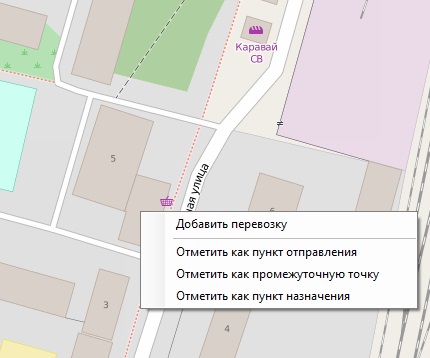 Каравай
СВ
5
ная улица
6
Добавить перевозку
Отметить как пункт отправления
Отметить как промежуточную точку
Отметить как пункт назначения
3
4